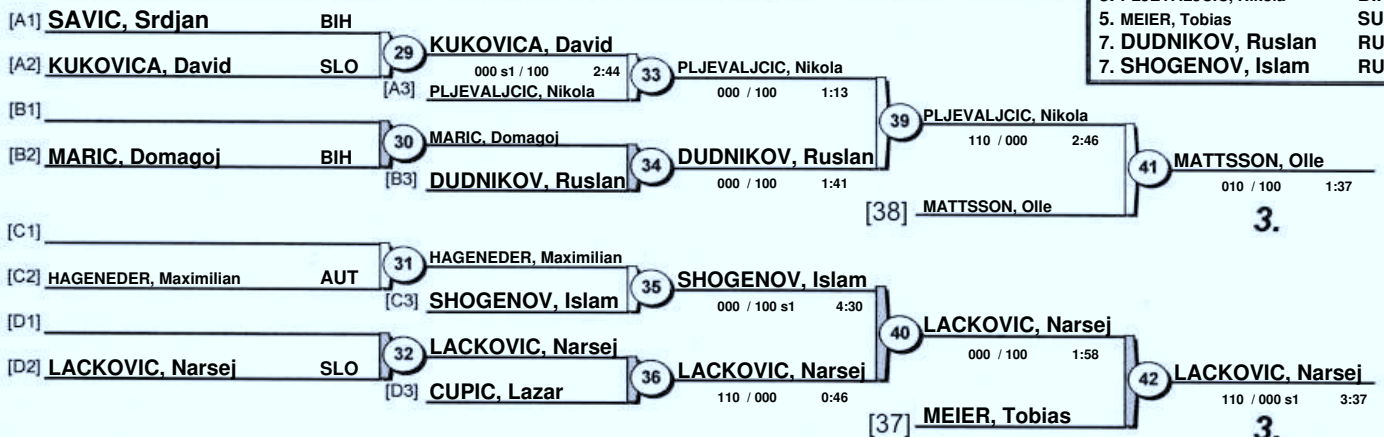 5. MEIER, Tobias SU
7. DUDNIKOV, Ruslan RU
7. SHOGENOV, Islam RU
[A1] SAVIC, Srdjan BIH
[A2] KUKOVICA, David SLO
29 KUKOVICA, David
000 s1 / 100 2:44
[A3] PLJEVALJCIC, Nikola
33 PLJEVALJCIC, Nikola
000 / 100 1:13
[B1]
[B2] MARIC, Domagoj BIH
30 MARIC, Domagoj
[B3] DUDNIKOV, Ruslan
34 DUDNIKOV, Ruslan
000 / 100 1:41
39 PLJEVALJCIC, Nikola
110 / 000 2:46
[38] MATTSSON, Olle
41 MATTSSON, Olle
010 / 100 1:37
3.
[C1]
[C2] HAGENEDER, Maximilian AUT
31 HAGENEDER, Maximilian
[C3] SHOGENOV, Islam
35 SHOGENOV, Islam
000 / 100 s1 4:30
[D1]
[D2] LACKOVIC, Narsej SLO
32 LACKOVIC, Narsej
[D3] CUPIC, Lazar
36 LACKOVIC, Narsej
110 / 000 0:46
40 LACKOVIC, Narsej
000 / 100 1:58
[37] MEIER, Tobias
42 LACKOVIC, Narsej
110 / 000 s1 3:37
3.